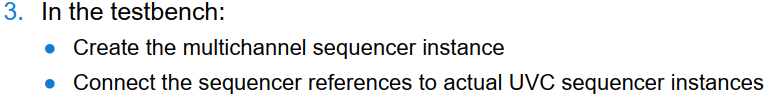 3. In the testbench:
● Create the multichannel sequencer instance
● Connect the sequencer references to actual UVC sequencer instances